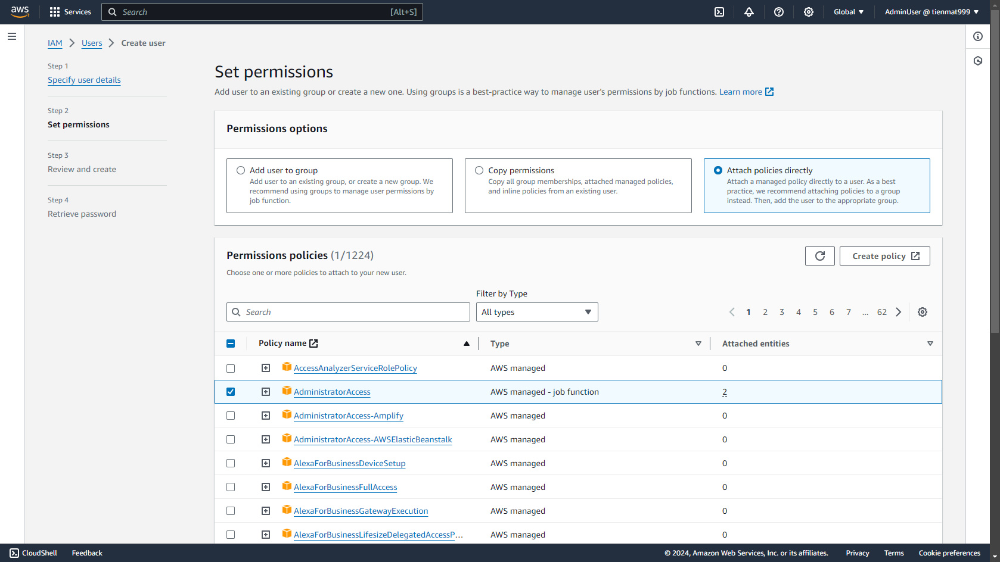 aws Services Search [Alt+S] Global AdminUser @ tienmat999
IAM Users Create user
Step 1
Specify user details
Step 2
Set permissions
Step 3
Review and create
Step 4
Retrieve password
Set permissions
Add user to an existing group or create a new one. Using groups is a best-practice way to manage user's permissions by job functions. Learn more
Permissions options
Add user to group
Add user to an existing group, or create a new group. We
recommend using groups to manage user permissions by
job function.
Copy permissions
Copy all group memberships, attached managed policies,
and inline policies from an existing user.
Attach policies directly
Attach a managed policy directly to a user. As a best
practice, we recommend attaching policies to a group
instead. Then, add the user to the appropriate group.
Permissions policies (1/1224)
Create policy
Choose one or more policies to attach to your new user.
Filter by Type
Search All types 1 2 3 4 5 6 7 ... 62
Policy name Type Attached entities
AccessAnalyzerServiceRolePolicy AWS managed 0
AdministratorAccess AWS managed - job function 2
AdministratorAccess-Amplify AWS managed 0
AdministratorAccess-AWSElasticBeanstalk AWS managed 0
AlexaForBusinessDeviceSetup AWS managed 0
AlexaForBusinessFullAccess AWS managed 0
AlexaForBusinessGatewayExecution AWS managed 0
AlexaForBusinessLifesizeDelegatedAccessP... AWS managed 0
CloudShell Feedback © 2024, Amazon Web Services, Inc. or its affiliates. Privacy Terms Cookie preferences